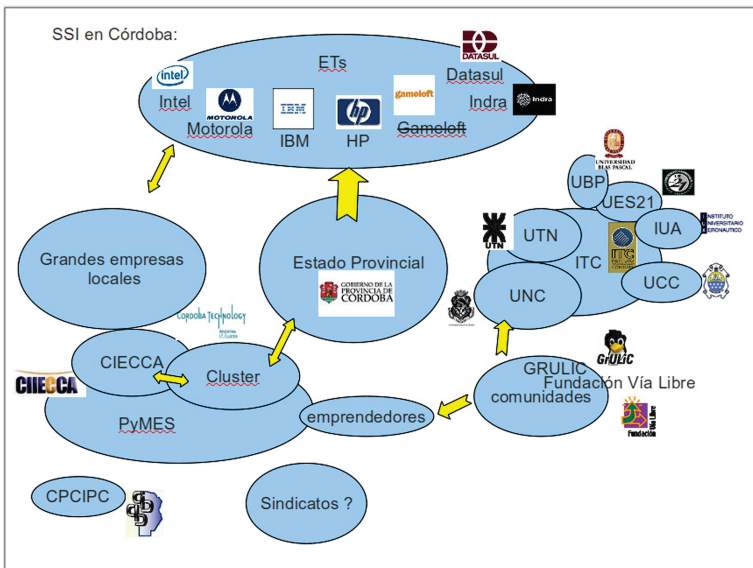 SSI en Córdoba:
ETs
DATASUL
Datasul
intel
Intel
MOTOROLA
Motorola
IBM
IBM
hp
HP
gameloft
Gameloft
Indra
Indra
UNIVERSIDAD
BLAS PASCAL
UBP
UES21
21
UTN
UTN
ITC
ITC
IUA
INSTITUTO
UNIVERSITARIO
AERONAUTICO
UNC
UCC
Grandes empresas
locales
Estado Provincial
GOBIERNO DE LA
PROVINCIA DE
CORDOBA
CORDOBA TECHNOLOGY
CIIECCA
CIECCA
Cluster
PyMES
emprendedores
GRULIC
GRULIC
Fundación Vía Libre
comunidades
Fundación
Vía Libre
CPCIPC
Sindicatos ?